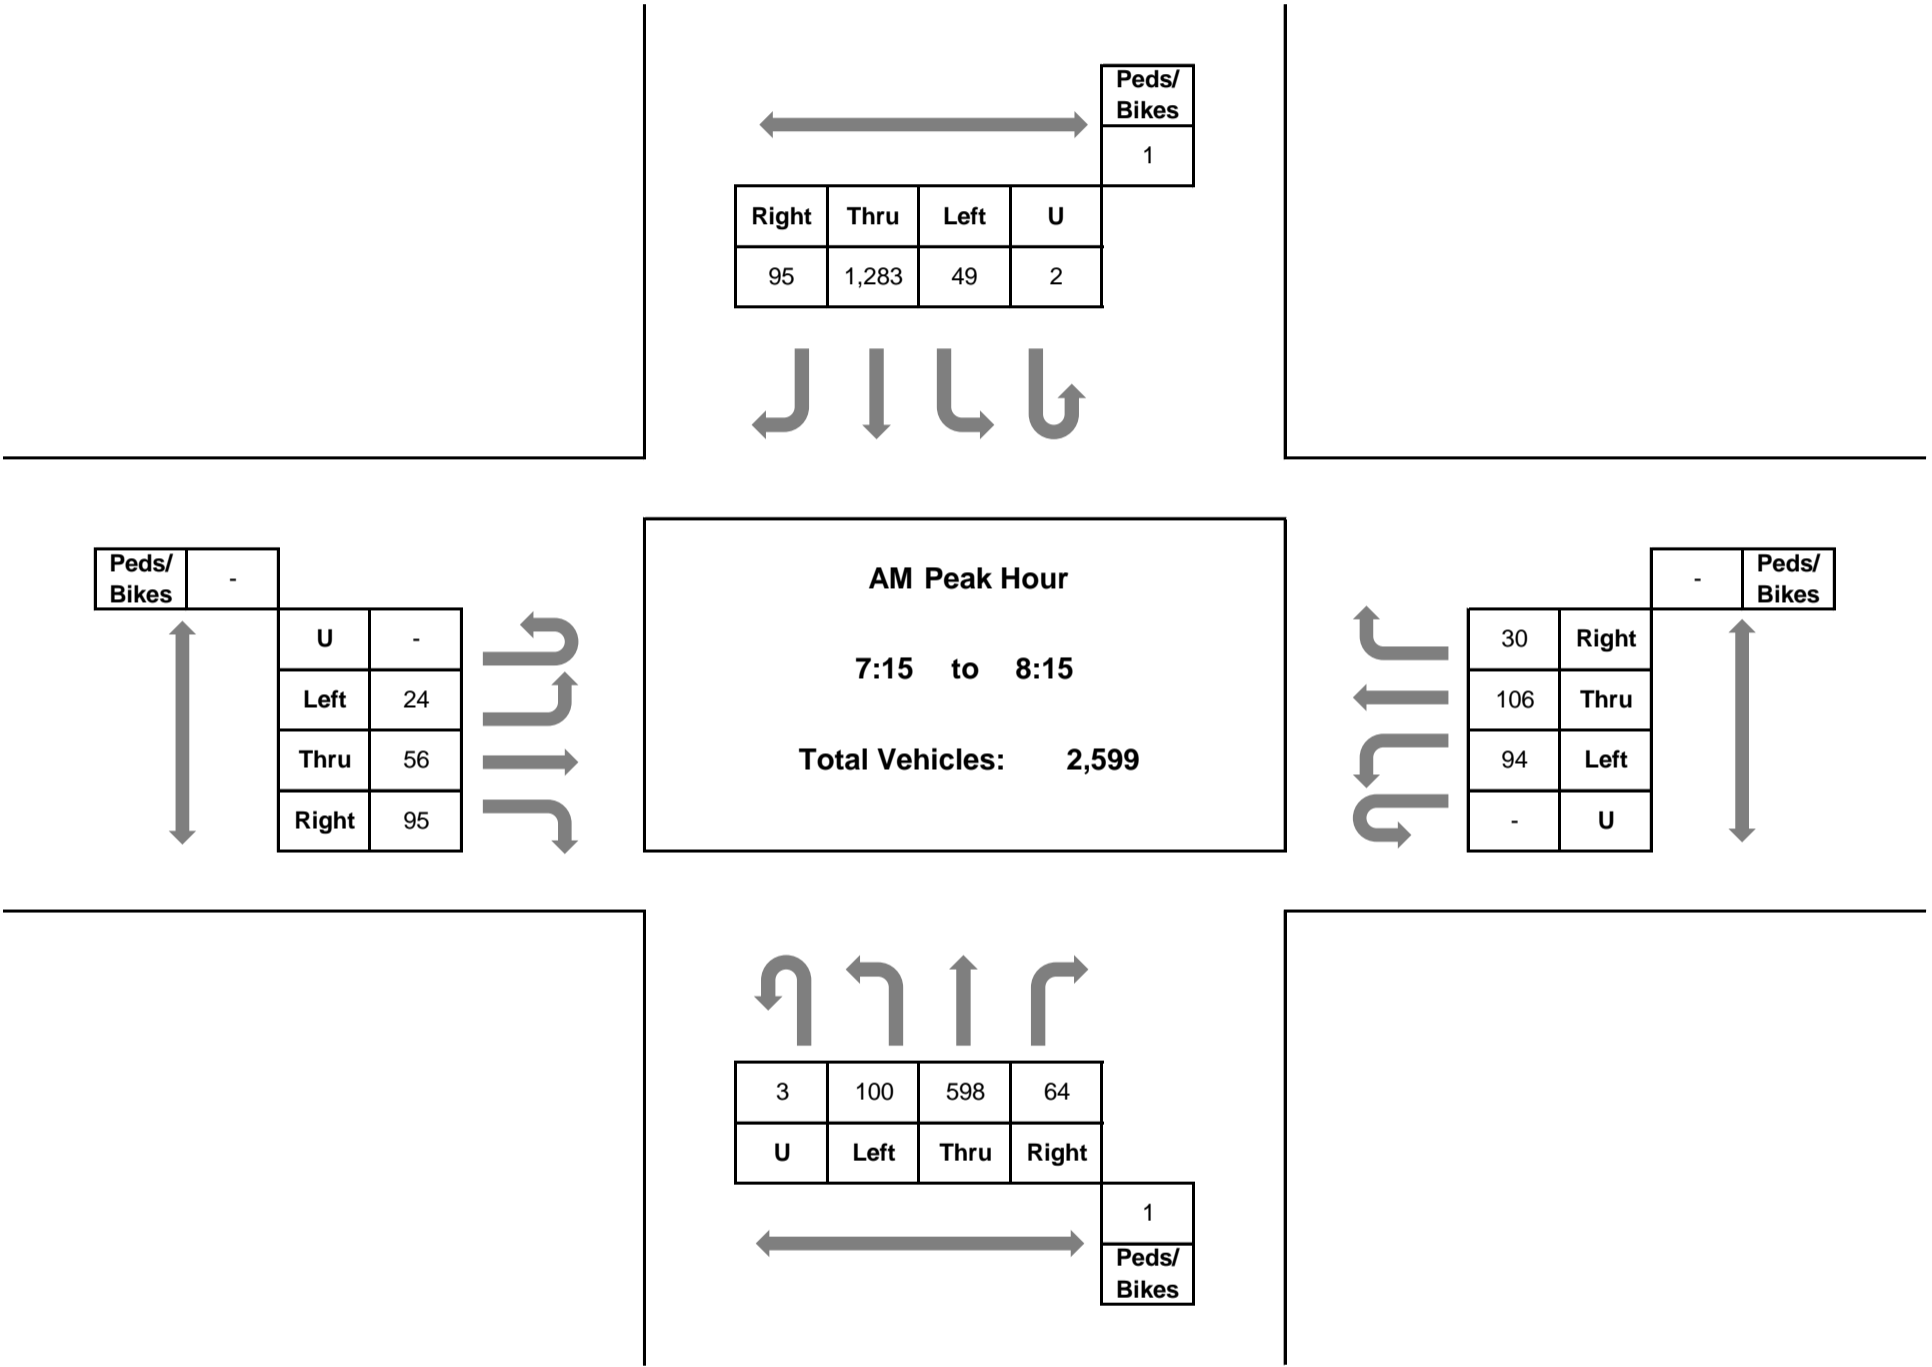 Peds/
Bikes
1
Right Thru Left U
95 1,283 49 2
Peds/
Bikes
-
U -
Left 24
Thru 56
Right 95
AM Peak Hour
7:15 to 8:15
Total Vehicles: 2,599
-
Peds/
Bikes
30 Right
106 Thru
94 Left
- U
3 100 598 64
U Left Thru Right
1
Peds/
Bikes